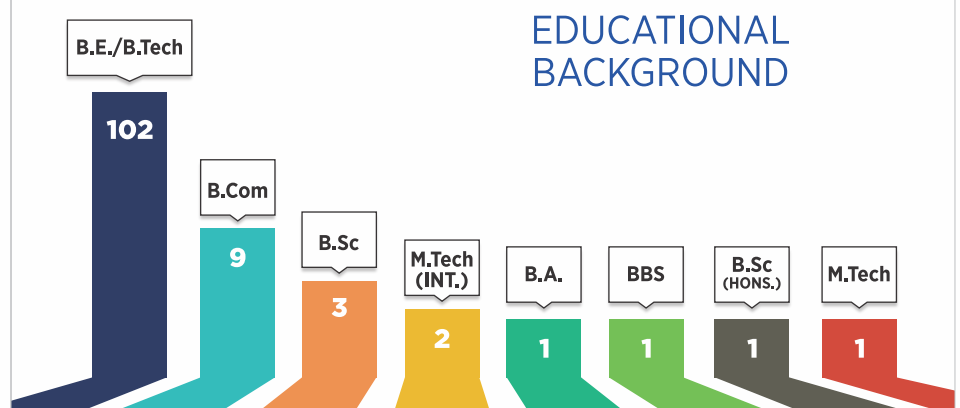 EDUCATIONAL
BACKGROUND
B.E./B.Tech
102
B.Com
9
B.Sc
3
M.Tech
(INT.)
2
B.A.
1
BBS
1
B.Sc
(HONS.)
1
M.Tech
1